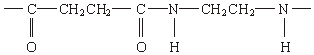 — C — CH₂CH₂ — C — N — CH₂CH₂ — N —
O O H H